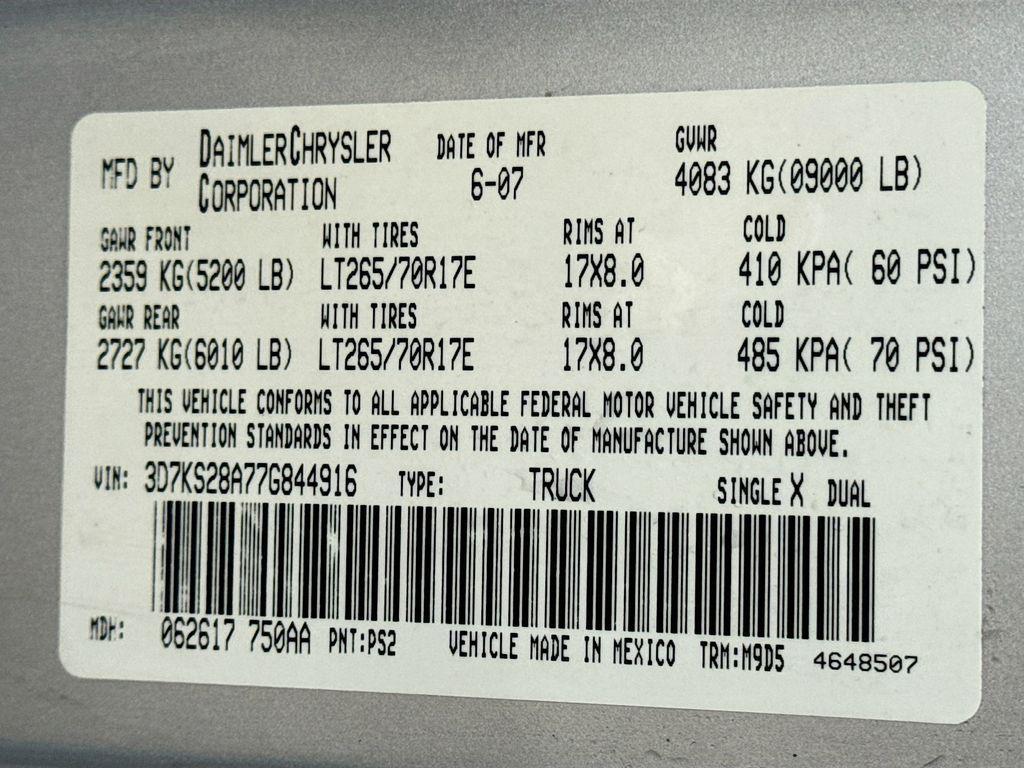 MFD BY DAIMLERCHRYSLER CORPORATION DATE OF MFR 6-07 GVWR 4083 KG(09000 LB)
GAWR FRONT WITH TIRES RIMS AT COLD
2359 KG(5200 LB) LT265/70R17E 17X8.0 410 KPA( 60 PSI)
GAWR REAR WITH TIRES RIMS AT COLD
2727 KG(6010 LB) LT265/70R17E 17X8.0 485 KPA( 70 PSI)
THIS VEHICLE CONFORMS TO ALL APPLICABLE FEDERAL MOTOR VEHICLE SAFETY AND THEFT
PREVENTION STANDARDS IN EFFECT ON THE DATE OF MANUFACTURE SHOWN ABOVE.
VIN: 3D7KS28A77G844916 TYPE: TRUCK SINGLE X DUAL
MDH: 062617 750AA PNT:PS2 VEHICLE MADE IN MEXICO TRM:M9D5 4648507